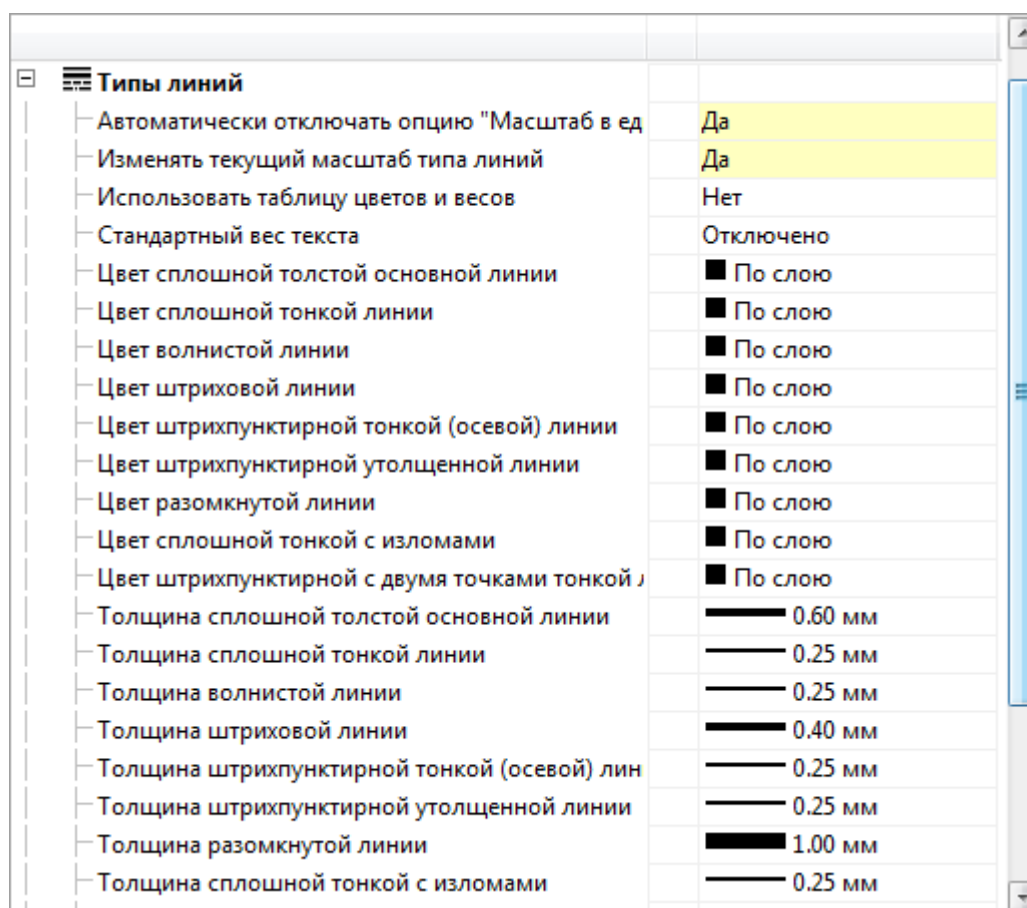 Типы линий
Автоматически отключать опцию "Масштаб в ед Да
Изменять текущий масштаб типа линий Да
Использовать таблицу цветов и весов Нет
Стандартный вес текста Отключено
Цвет сплошной толстой основной линии По слою
Цвет сплошной тонкой линии По слою
Цвет волнистой линии По слою
Цвет штриховой линии По слою
Цвет штрихпунктирной тонкой (осевой) линии По слою
Цвет штрихпунктирной утолщенной линии По слою
Цвет разомкнутой линии По слою
Цвет сплошной тонкой с изломами По слою
Цвет штрихпунктирной с двумя точками тонкой По слою
Толщина сплошной толстой основной линии 0.60 мм
Толщина сплошной тонкой линии 0.25 мм
Толщина волнистой линии 0.25 мм
Толщина штриховой линии 0.40 мм
Толщина штрихпунктирной тонкой (осевой) лин 0.25 мм
Толщина штрихпунктирной утолщенной линии 0.25 мм
Толщина разомкнутой линии 1.00 мм
Толщина сплошной тонкой с изломами 0.25 мм